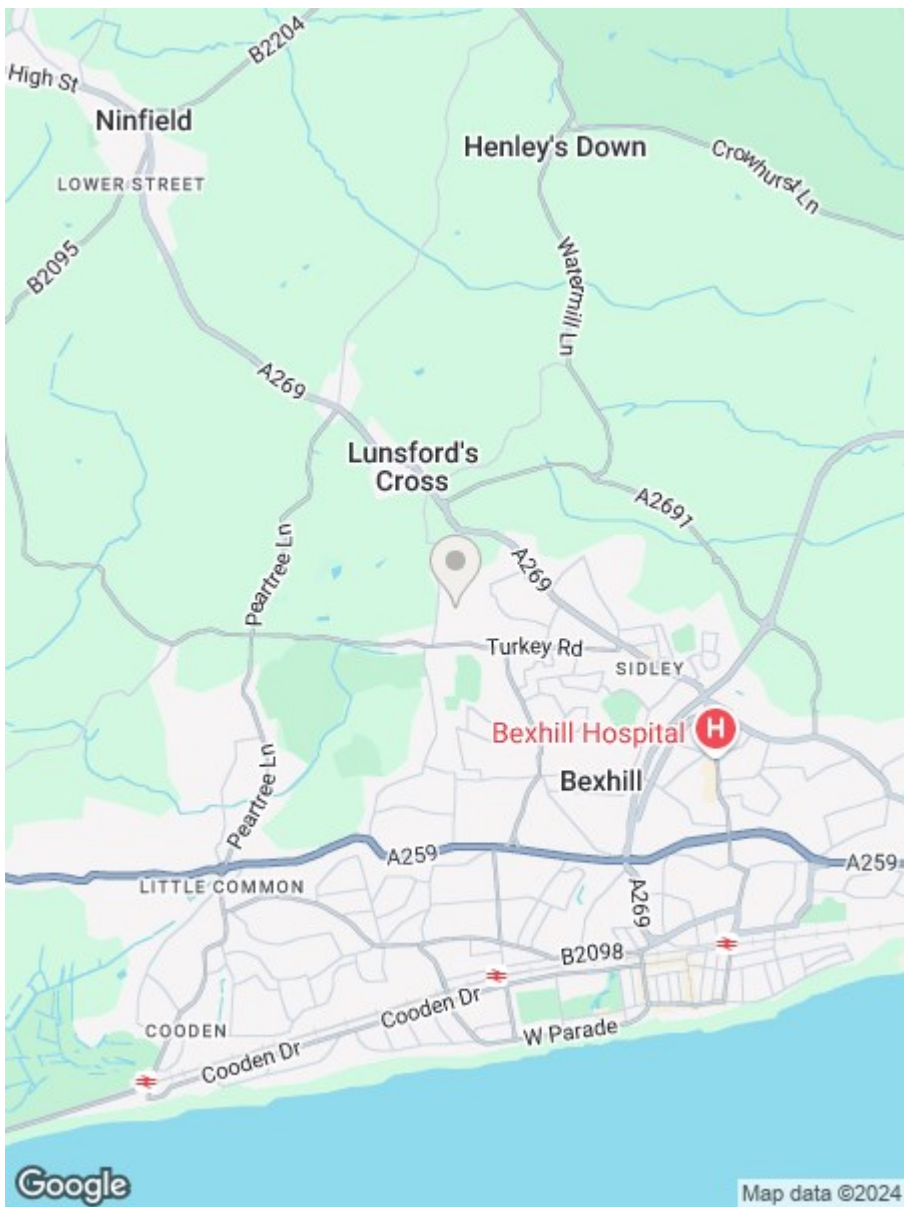 B2204
High St
Ninfield
Henley's Down
Crowhurst Ln
LOWER STREET
B2095
Watermill Ln
A269
Lunsford's
Cross
A2691
Peartree Ln
A269
Turkey Rd
SIDLEY
Bexhill Hospital
H
Bexhill
Peartree Ln
A259
A259
LITTLE COMMON
A269
B2098
Cooden Dr
COODEN
W Parade
Cooden Dr
Google
Map data ©2024